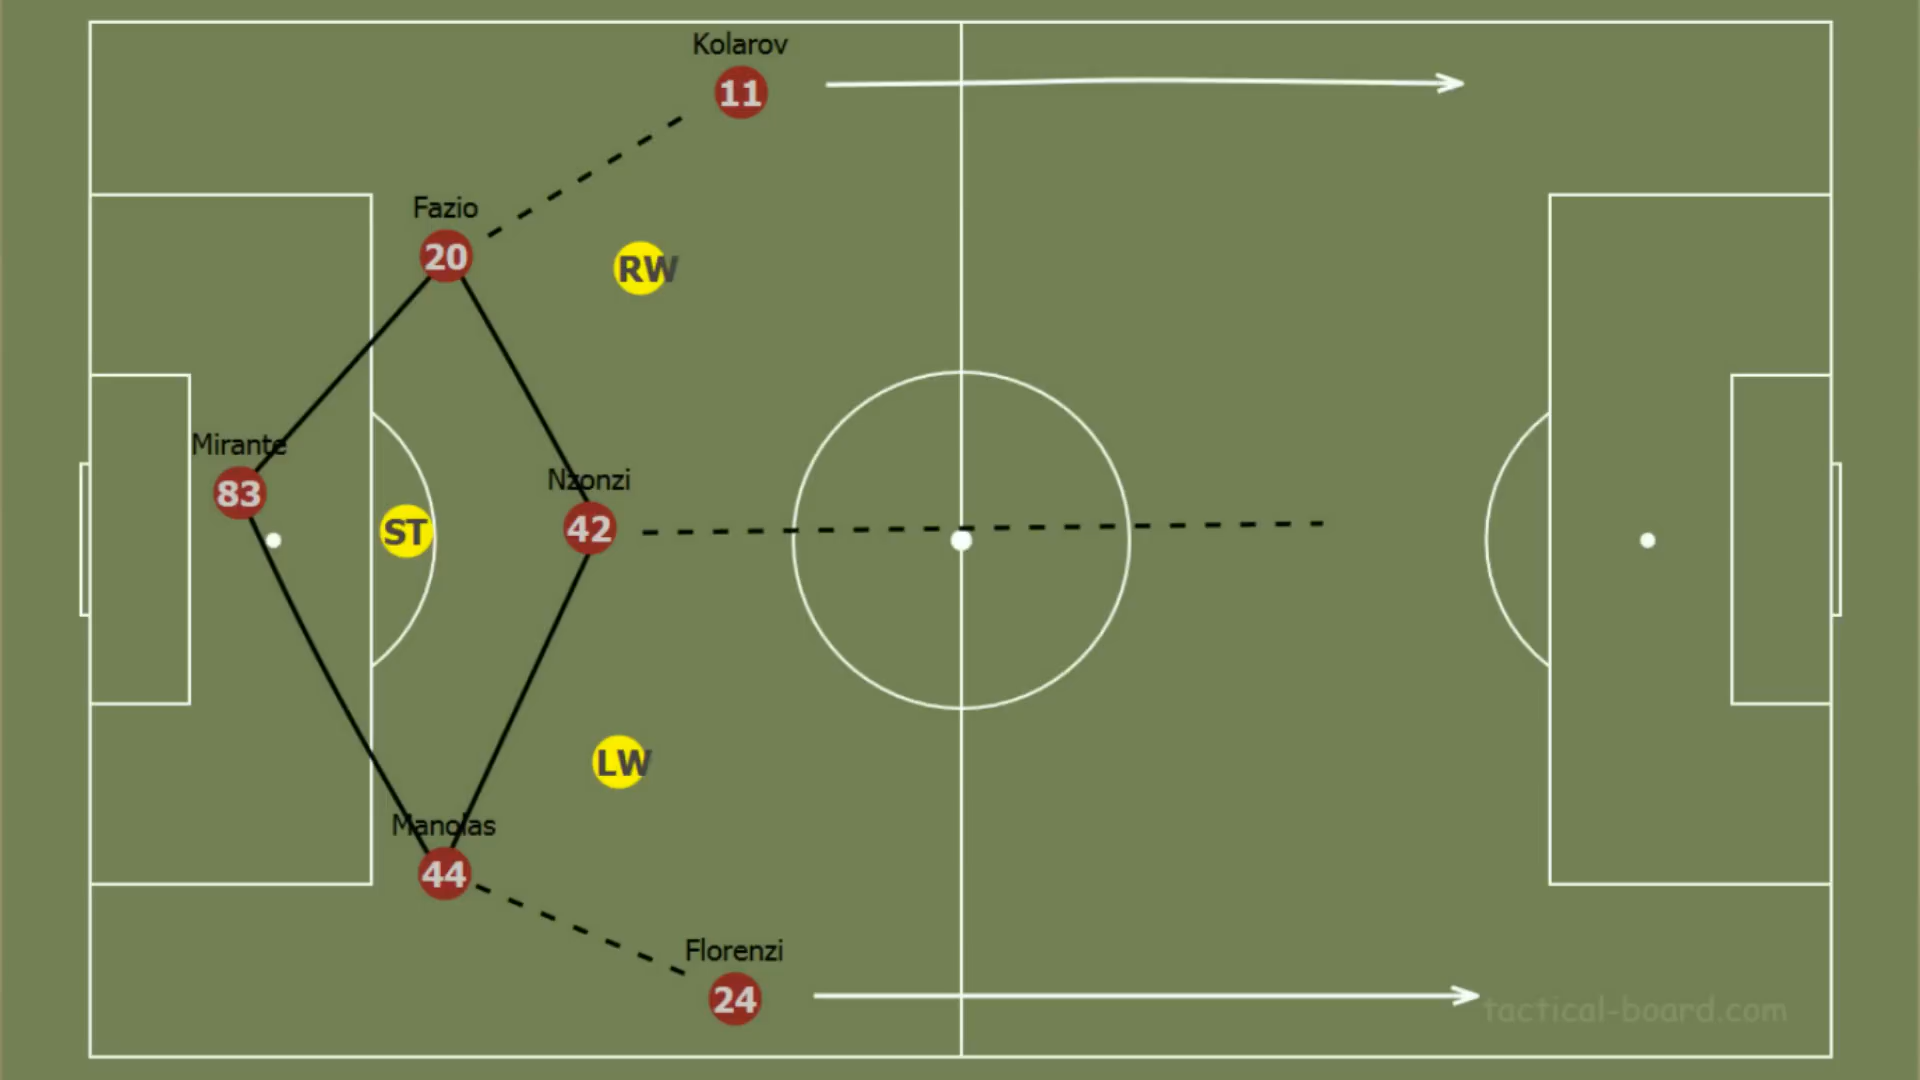 Kolarov
11
Fazio
20
RW
Mirante
83
ST
Nzonzi
42
LW
Manolas
44
Florenzi
24
tactical-board.com